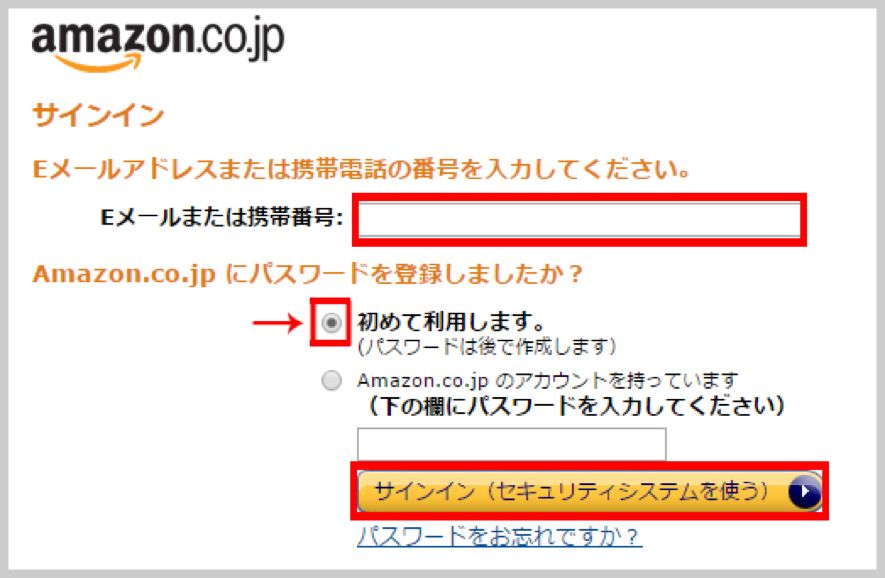 amazon.co.jp
サインイン
Eメールアドレスまたは携帯電話の番号を入力してください。
Eメールまたは携帯番号:
Amazon.co.jp にパスワードを登録しましたか？
初めて利用します。
(パスワードは後で作成します)
Amazon.co.jp のアカウントを持っています
（下の欄にパスワードを入力してください）
サインイン（セキュリティシステムを使う）
パスワードをお忘れですか？